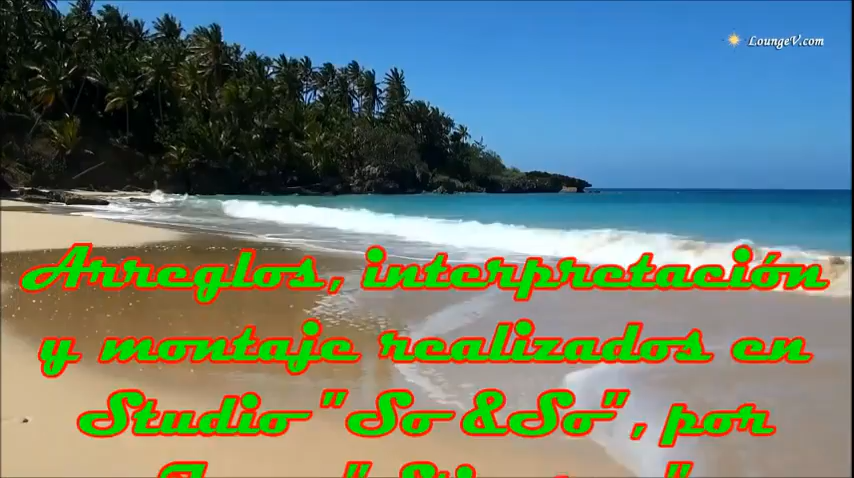 LoungeV.com
Arreglos, interpretación
y montaje realizados en
Studio "So &So", por